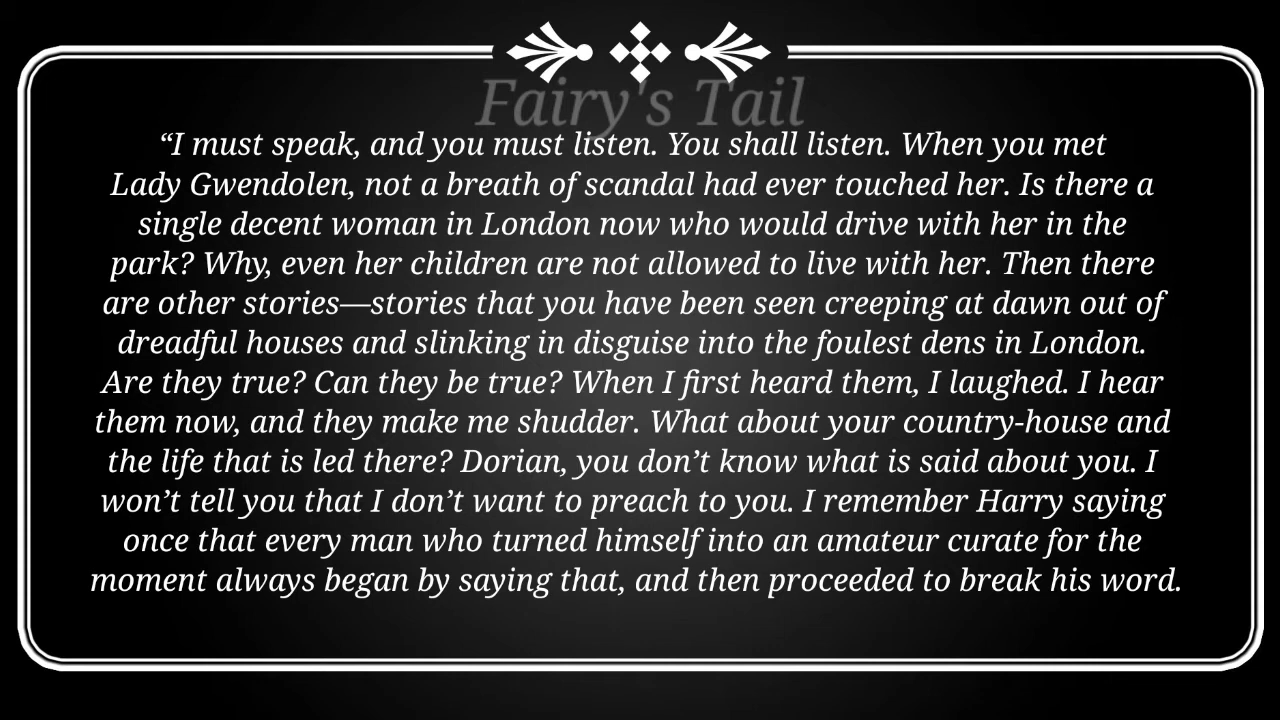 Fairy's Tail
“I must speak, and you must listen. You shall listen. When you met
Lady Gwendolen, not a breath of scandal had ever touched her. Is there a
single decent woman in London now who would drive with her in the
park? Why, even her children are not allowed to live with her. Then there
are other stories—stories that you have been seen creeping at dawn out of
dreadful houses and slinking in disguise into the foulest dens in London.
Are they true? Can they be true? When I first heard them, I laughed. I hear
them now, and they make me shudder. What about your country-house and
the life that is led there? Dorian, you don’t know what is said about you. I
won’t tell you that I don’t want to preach to you. I remember Harry saying
once that every man who turned himself into an amateur curate for the
moment always began by saying that, and then proceeded to break his word.